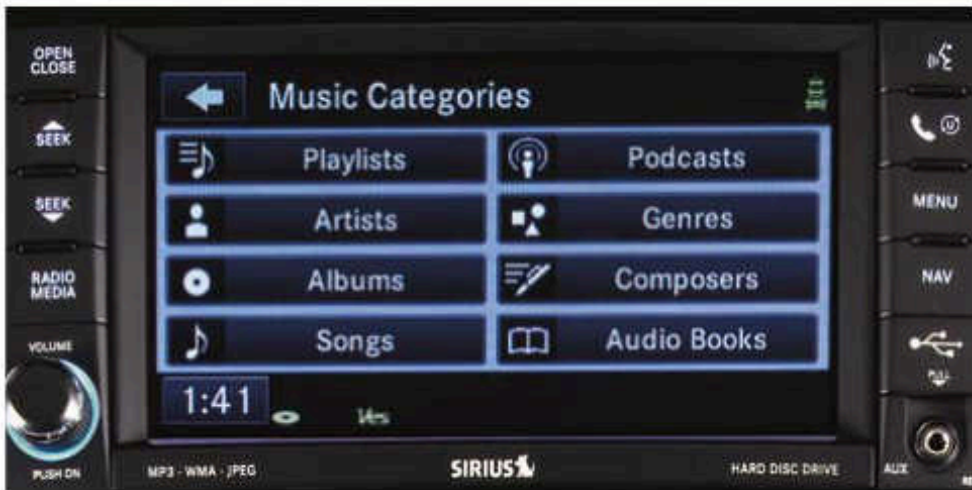 OPEN
CLOSE
SEEK
SEEK
RADIO
MEDIA
VOLUME
PUSH ON
Music Categories
Playlists
Podcasts
Artists
Genres
Albums
Composers
Songs
Audio Books
1:41
MP3 - WMA - JPEG
SIRIUS
HARD DISC DRIVE
MENU
NAV
PULL
AUX